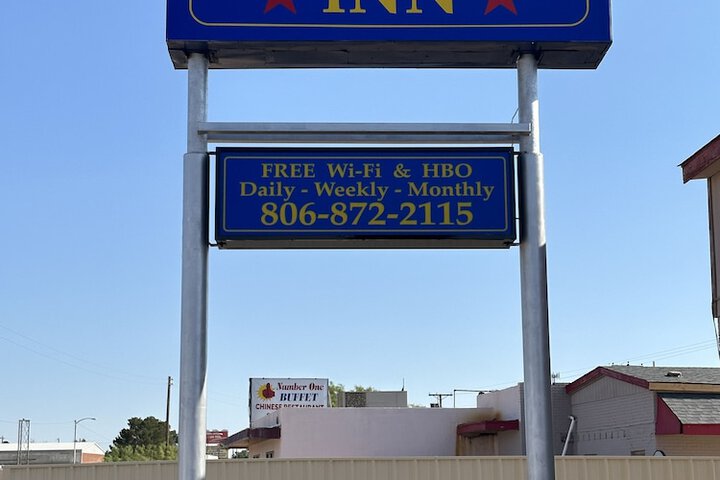 INN
FREE Wi-Fi & HBO
Daily - Weekly - Monthly
806-872-2115
Number One
BUFFET
CHINESE RESTAURANT